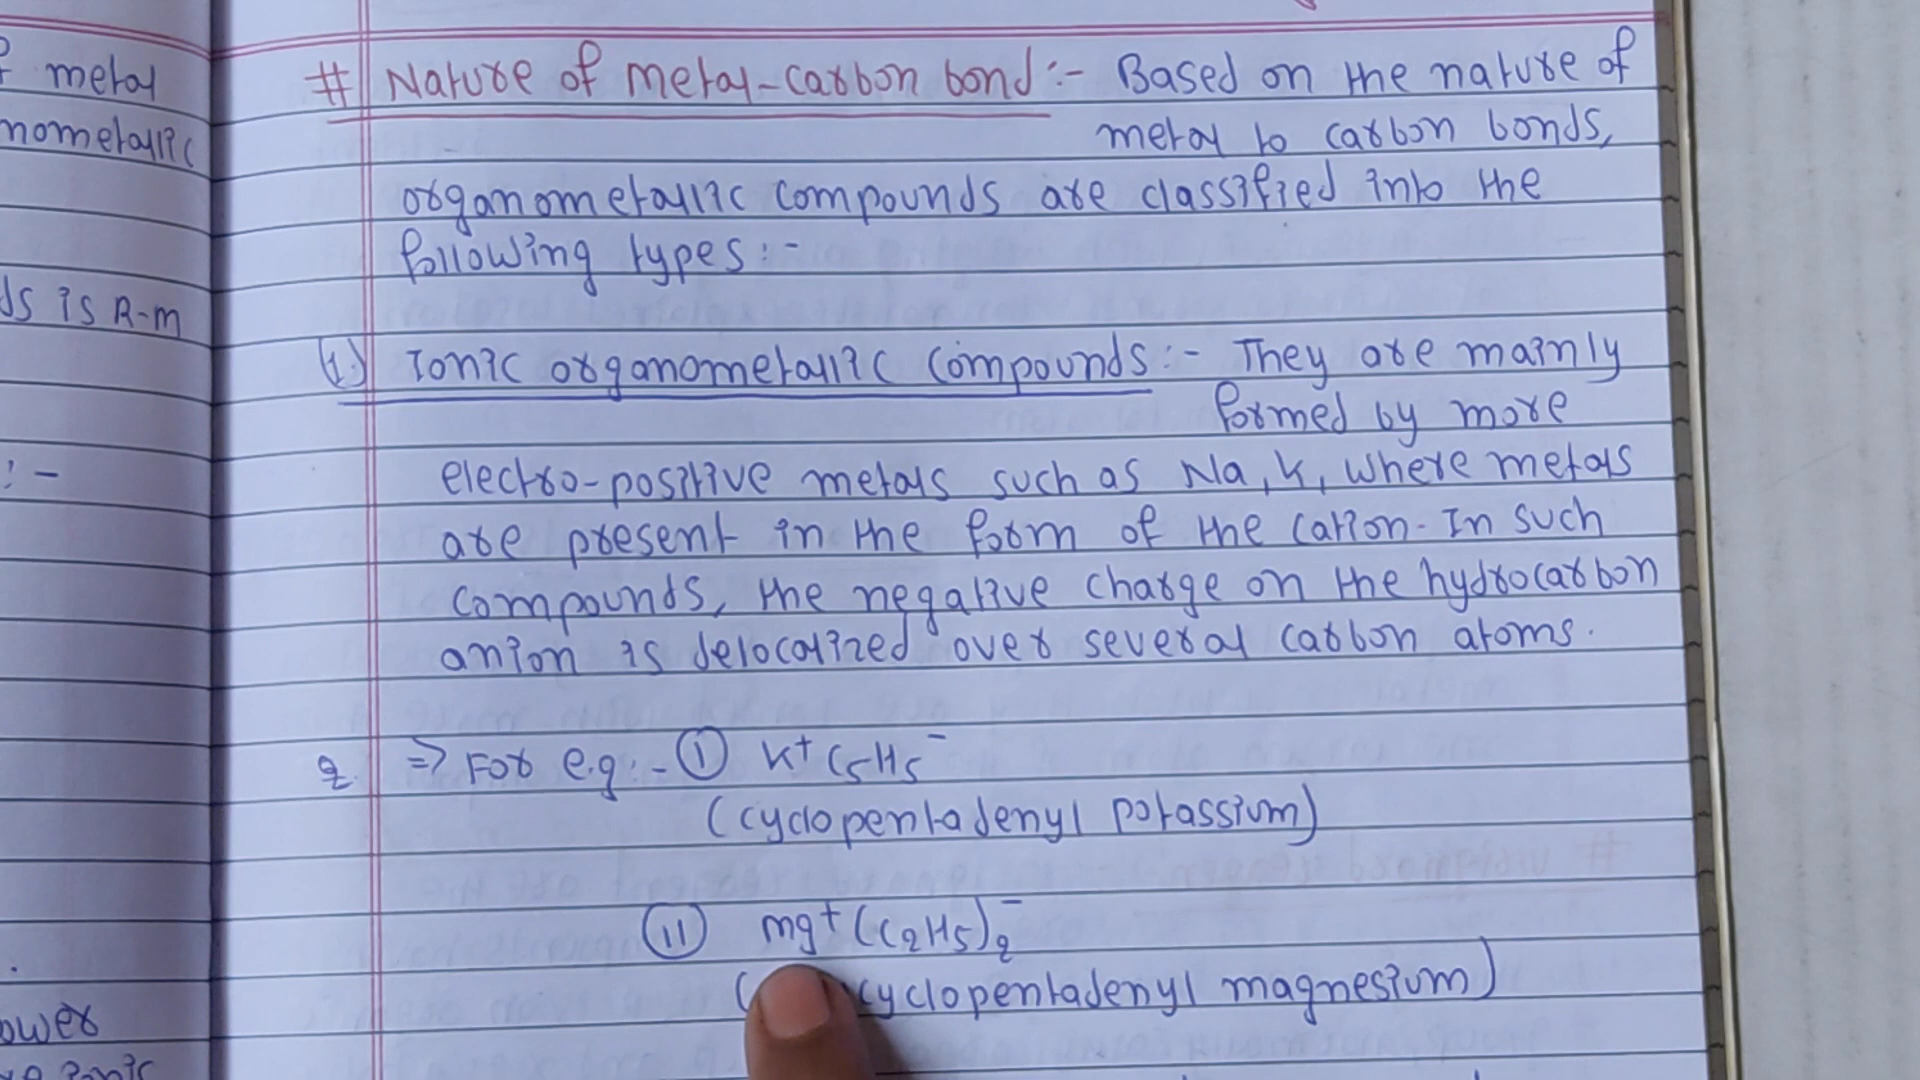 metal
nometallic
ds is R-m
:-
ower
# Nature of metal-carbon bond :- Based on the nature of
metal to carbon bonds,
organometallic compounds are classified into the
following types :-
(1.) Ionic organometallic compounds :- They are mainly
formed by more
electro-positive metals such as Na, K, where metals
are present in the form of the cation. In such
compounds, the negative charge on the hydrocarbon
anion is delocalized over several carbon atoms.
2. => For e.g :- (i) K+ C5H5-
(cyclopentadenyl potassium)
(ii) mg+ (C2H5)2-
( cyclopentadenyl magnesium)